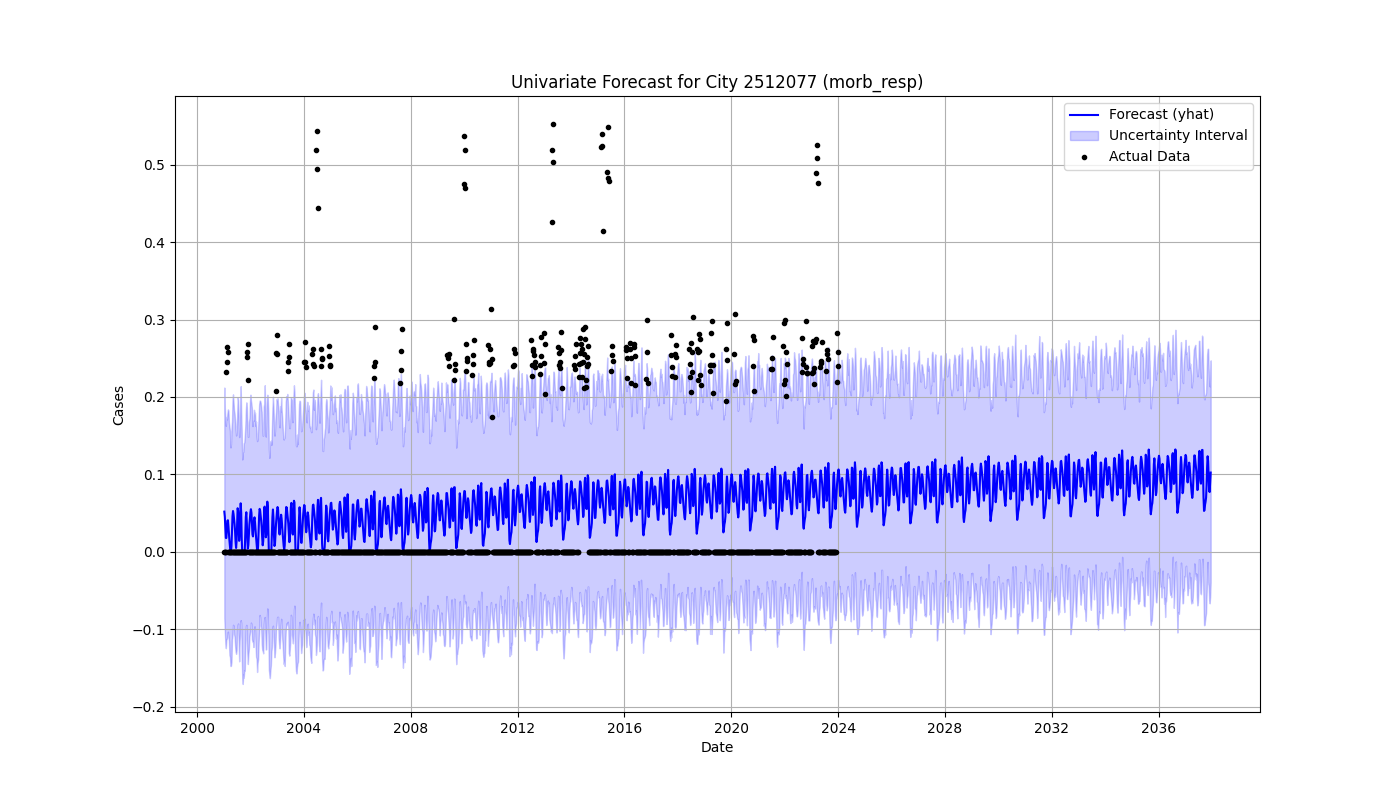 Univariate Forecast for City 2512077 (morb_resp)
Forecast (yhat)
Uncertainty Interval
Actual Data
Cases
0.5
0.4
0.3
0.2
0.1
0.0
−0.1
−0.2
2000 2004 2008 2012 2016 2020 2024 2028 2032 2036
Date